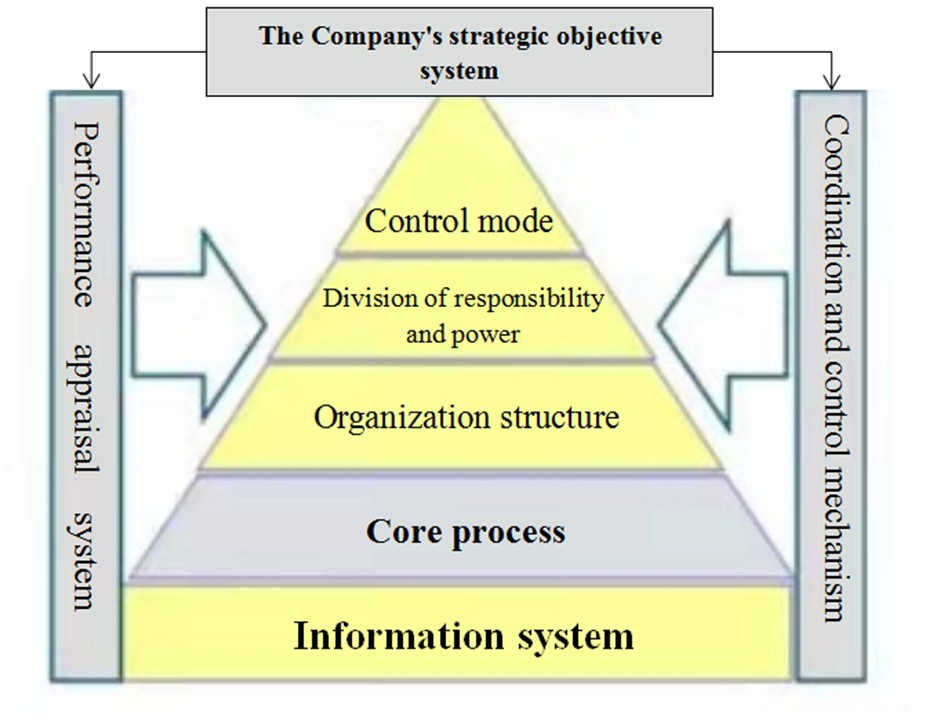 The Company's strategic objective
system
Performance appraisal system
Control mode
Division of responsibility
and power
Organization structure
Core process
Information system
Coordination and control mechanism